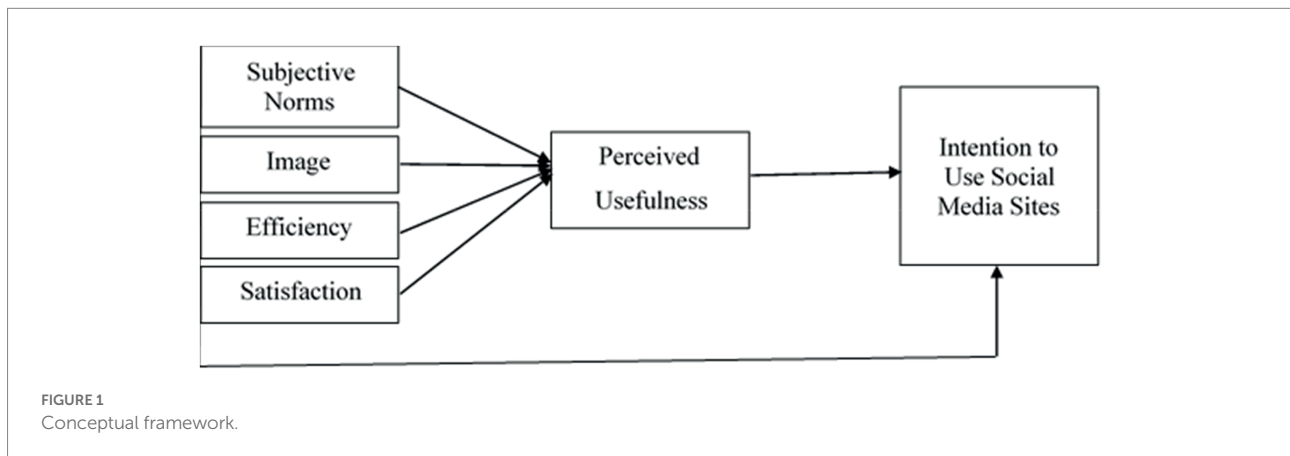 Subjective
Norms
Image
Efficiency
Satisfaction
Perceived
Usefulness
Intention to
Use Social
Media Sites
FIGURE 1
Conceptual framework.